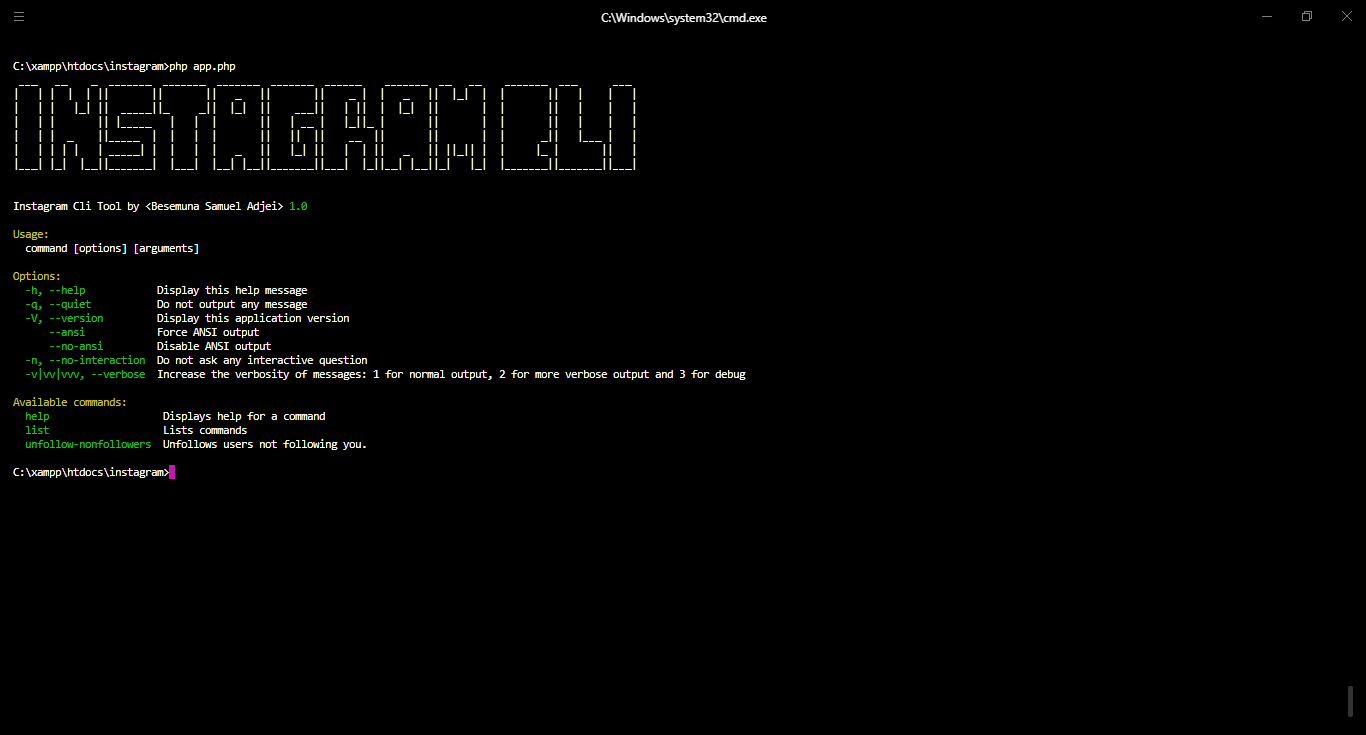 C:\Windows\system32\cmd.exe
C:\xampp\htdocs\instagram>php app.php
INSTAGRAM CLI
Instagram Cli Tool by <Besemuna Samuel Adjei> 1.0
Usage:
command [options] [arguments]
Options:
-h, --help Display this help message
-q, --quiet Do not output any message
-V, --version Display this application version
--ansi Force ANSI output
--no-ansi Disable ANSI output
-n, --no-interaction Do not ask any interactive question
-v|vv|vvv, --verbose Increase the verbosity of messages: 1 for normal output, 2 for more verbose output and 3 for debug
Available commands:
help Displays help for a command
list Lists commands
unfollow-nonfollowers Unfollows users not following you.
C:\xampp\htdocs\instagram>